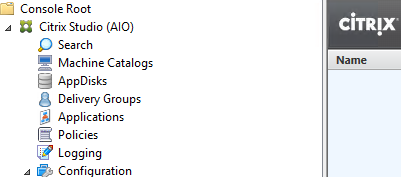 Console Root
Citrix Studio (AIO)
Search
Machine Catalogs
AppDisks
Delivery Groups
Applications
Policies
Logging
Configuration
CITRIX
Name